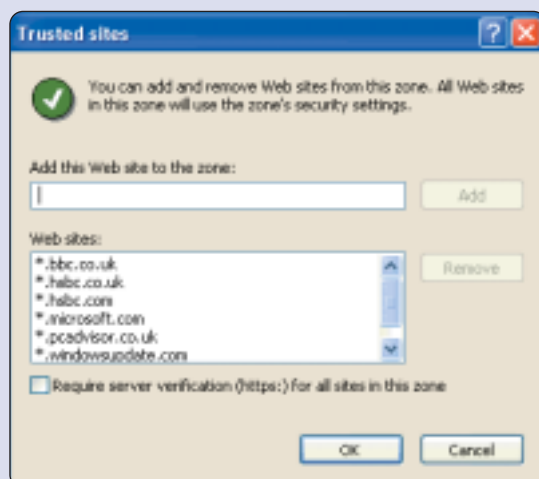 Trusted sites
You can add and remove Web sites from this zone. All Web sites
in this zone will use the zone's security settings.
Add this Web site to the zone:
Add
Web sites:
*.bbc.co.uk
*.hsbc.co.uk
*.hsbc.com
*.microsoft.com
*.pcadvisor.co.uk
*.windowsupdate.com
Remove
Require server verification (https:) for all sites in this zone
OK
Cancel